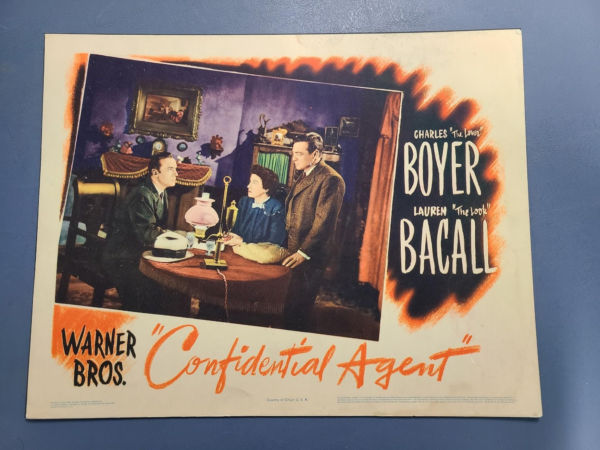 CHARLES "The Lover"
BOYER
LAUREN "The Look"
BACALL
WARNER
BROS.
"Confidential Agent"
Country of Origin U. S. A.